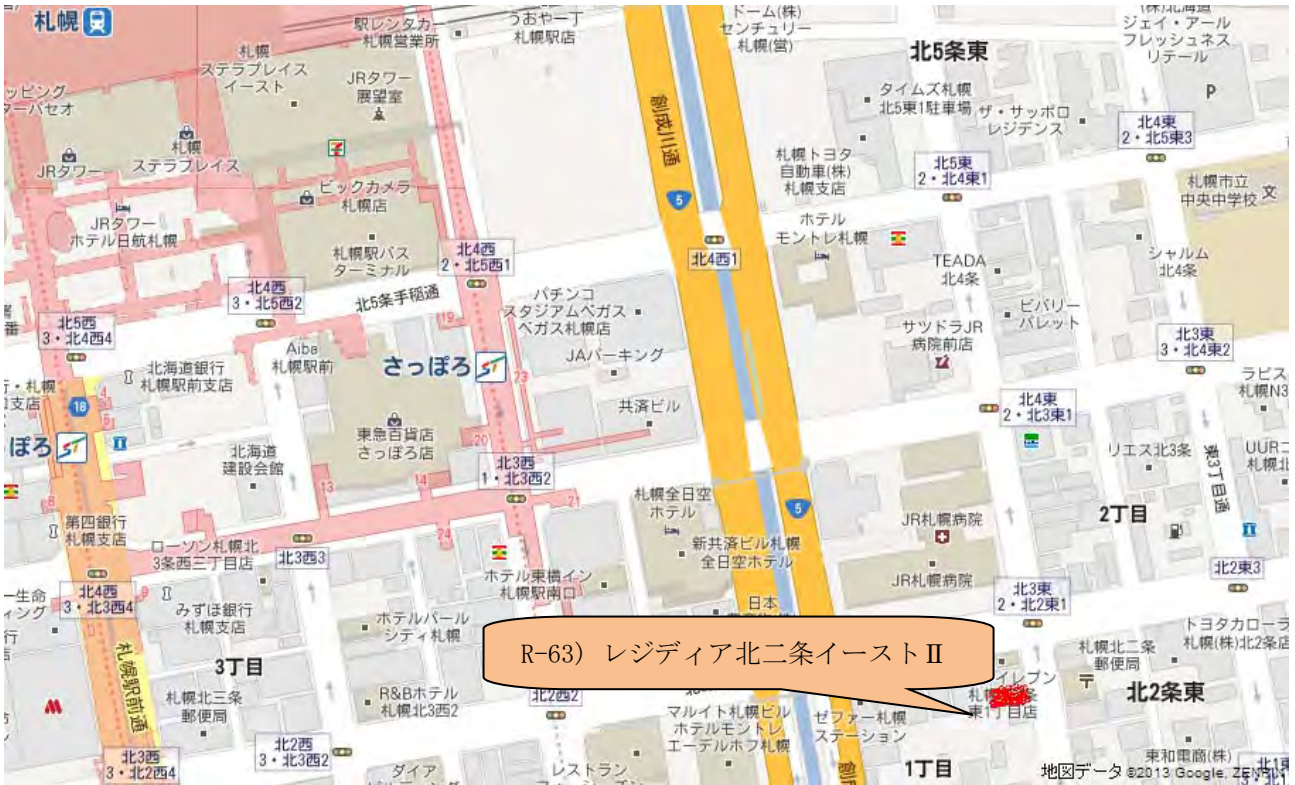 札幌
駅レンタカー
札幌営業所
うおや一丁
札幌駅店
ドーム(株)
センチュリー
札幌(営)
ジェイ・アール
フレッシュネス
リテール
北5条東
札幌
ステラプレイス
イースト
JRタワー
展望室
創成川通
タイムズ札幌
北5東1駐車場
ザ・サッポロ
レジデンス
P
北4東
2・北5東3
JRタワー
札幌
ステラプレイス
ビックカメラ
札幌店
5
札幌トヨタ
自動車(株)
札幌支店
北5東
2・北4東1
札幌市立
中央中学校
文
JRタワー
ホテル日航札幌
札幌駅バス
ターミナル
北4西
2・北5西1
北4西1
ホテル
モントレ札幌
TEADA
北4条
シャルム
北4条
北4西
3・北5西2
北5条手稲通
パチンコ
スタジアムペガス
ペガス札幌店
サツドラJR
病院前店
ビバリー
パレット
北5西
3・北4西4
19
北3東
3・北4東2
Aiba
札幌駅前
さっぽろ
JAパーキング
北海道銀行
札幌駅前支店
23
北4東
2・北3東1
ラビス
札幌N3
18
共済ビル
東急百貨店
さっぽろ店
20
ぽろ
北海道
建設会館
北3西
1・北3西2
リエス北3条
東3丁目通
13
14
21
札幌全日空
ホテル
5
JR札幌病院
2丁目
第四銀行
札幌支店
ローソン札幌北
3条西三丁目店
北3西3
24
新共済ビル札幌
全日空ホテル
JR札幌病院
北2東3
北4西
3・北3西4
9
みずほ銀行
札幌支店
ホテル東横イン
札幌駅南口
日本
北3東
2・北2東1
ホテルパール
シティ札幌
トヨタカローラ
札幌(株)北2条店
札幌駅前通
3丁目
R-63) レジディア北二条イーストⅡ
札幌北二条
郵便局
イレブン
東1丁目店
北2条東
札幌北三条
郵便局
R&Bホテル
札幌北3西2
北2西2
マルイト札幌ビル
ホテルモントレ
エーデルホフ札幌
ゼファー札幌
ステーション
北3西
3・北2西4
北2西
3・北3西2
ダイア
レストラン
1丁目
東和電商(株)
地図データ ©2013 Google, ZENRIN